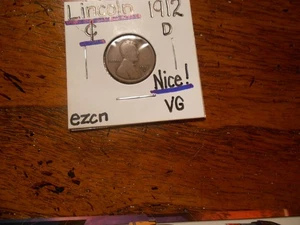 Lincoln 1912
¢ D
Nice!
ezcn VG